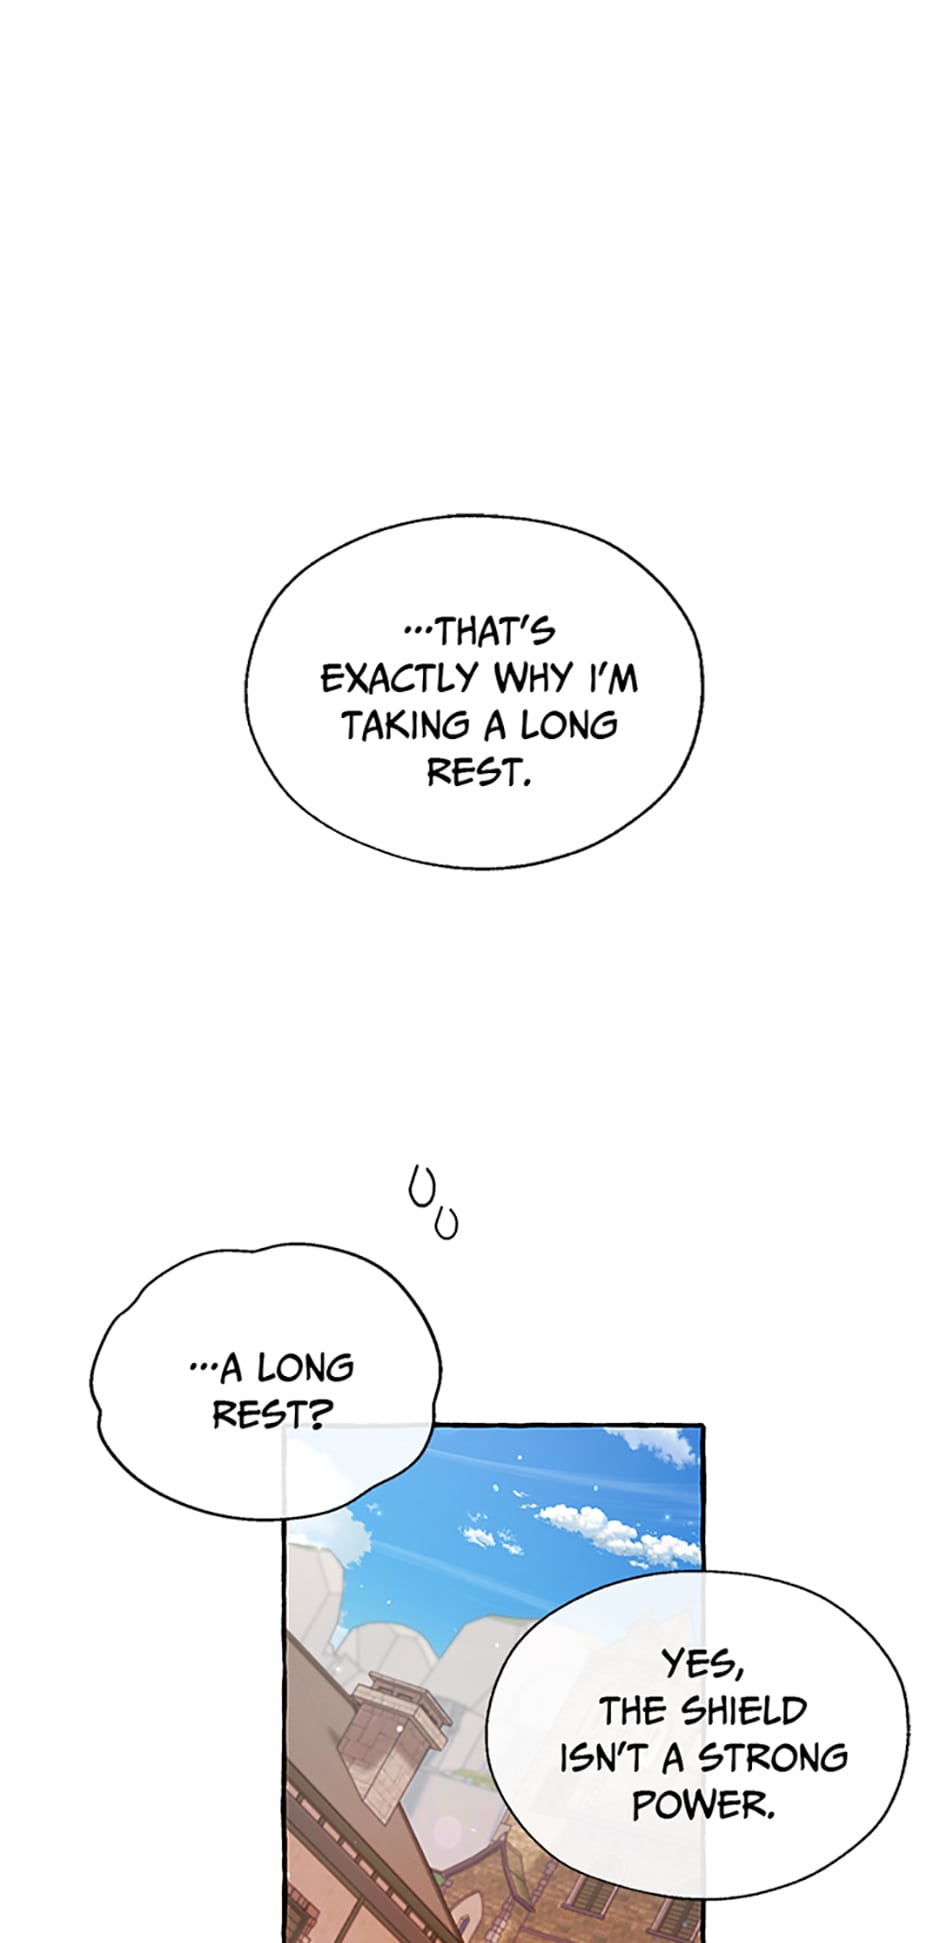 ...THAT'S
EXACTLY WHY I'M
TAKING A LONG
REST.
...A LONG
REST?
YES,
THE SHIELD
ISN'T A STRONG
POWER.